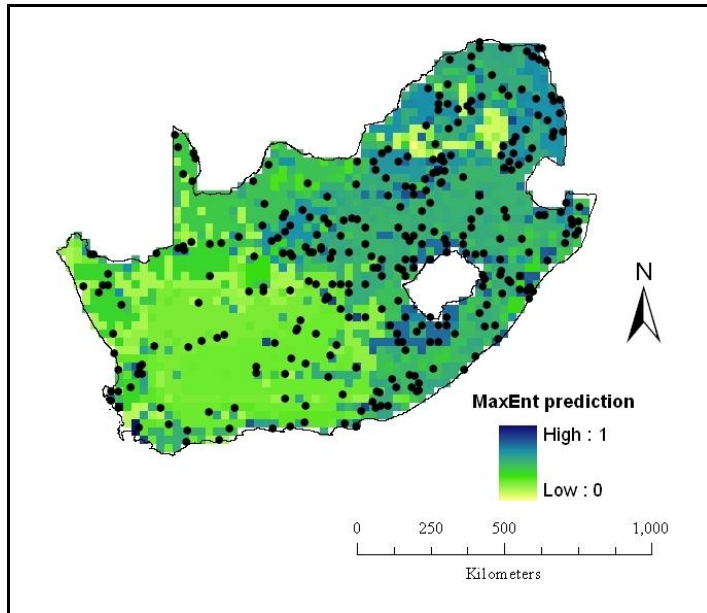 N
MaxEnt prediction
High : 1
Low : 0
0 250 500 1,000
Kilometers